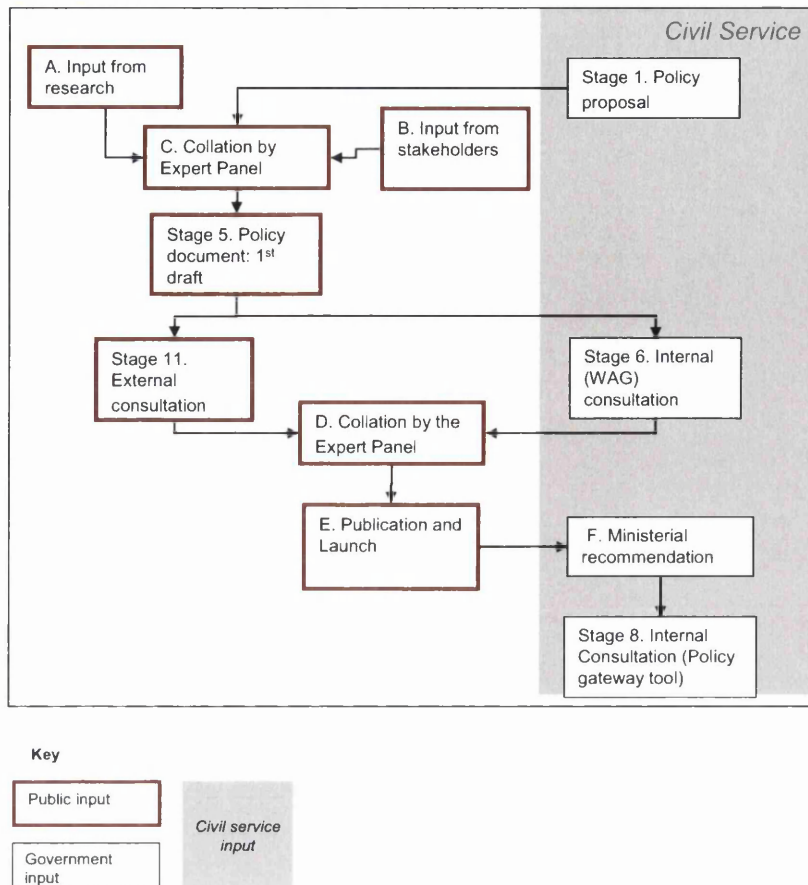 Civil Service
A. Input from
research
Stage 1. Policy
proposal
B. Input from
stakeholders
C. Collation by
Expert Panel
Stage 5. Policy
document: 1st
draft
Stage 11.
External
consultation
Stage 6. Internal
(WAG)
consultation
D. Collation by the
Expert Panel
E. Publication and
Launch
F. Ministerial
recommendation
Stage 8. Internal
Consultation (Policy
gateway tool)
Key
Public input
Civil service
input
Government
input